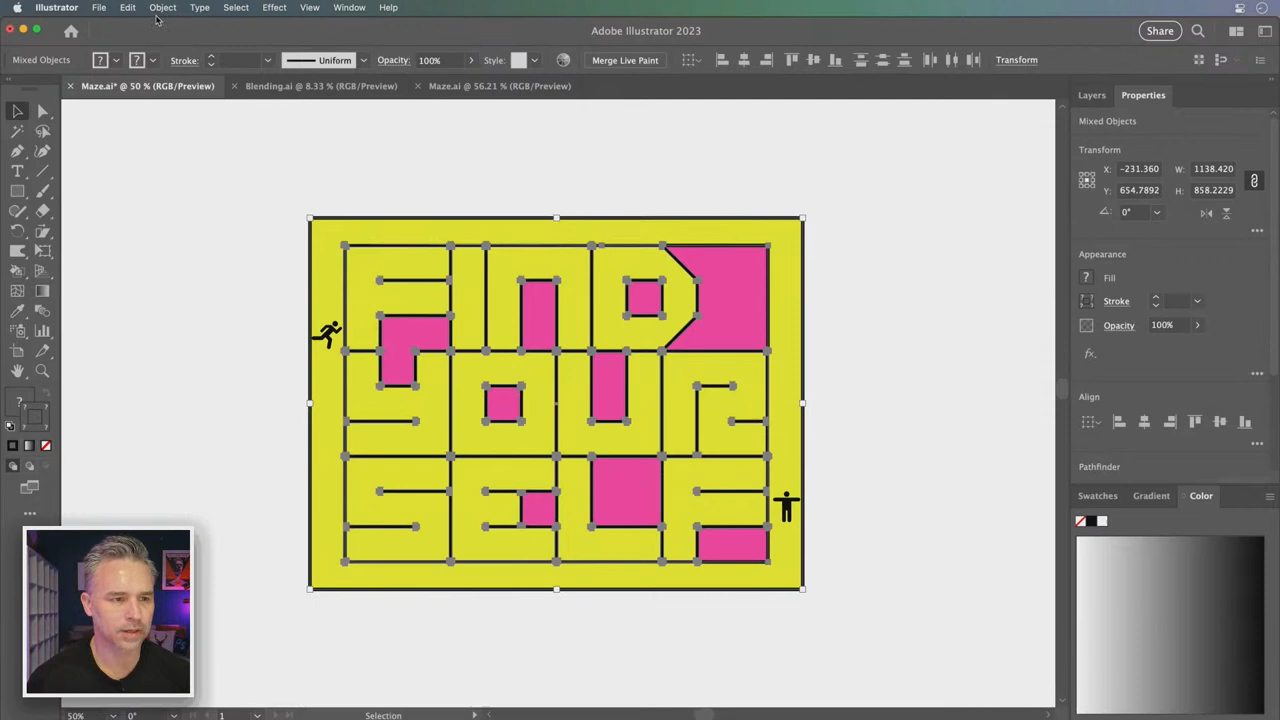 Illustrator File Edit Object Type Select Effect View Window Help
Adobe Illustrator 2023
Share
Mixed Objects ? ? Stroke: Uniform Opacity: 100% Style: Merge Live Paint Transform
× Maze.ai* @ 50 % (RGB/Preview) × Blending.ai @ 8.33 % (RGB/Preview) × Maze.ai @ 56.21 % (RGB/Preview)
Layers Properties
Mixed Objects
Transform
X: -231.360 W: 1138.420
Y: 654.7892 H: 858.2229
0°
Appearance
? Fill
? Stroke
Opacity 100%
fx.
Align
Pathfinder
Swatches Gradient Color
50% 0° 1 Selection